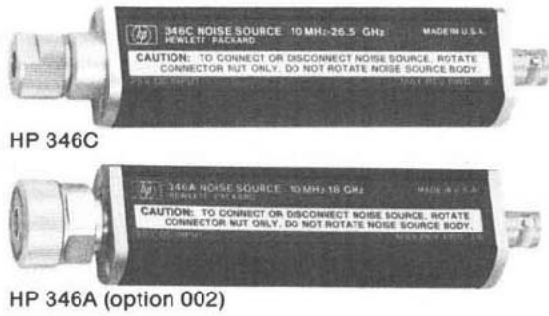 hp 346C NOISE SOURCE 10 MHz-26.5 GHz MADE IN U.S.A.
HEWLETT PACKARD
CAUTION: TO CONNECT OR DISCONNECT NOISE SOURCE, ROTATE
CONNECTOR NUT ONLY. DO NOT ROTATE NOISE SOURCE BODY.
HP 346C
hp 346A NOISE SOURCE 10 MHz-18 GHz MADE IN U.S.A.
HEWLETT PACKARD
CAUTION: TO CONNECT OR DISCONNECT NOISE SOURCE, ROTATE
CONNECTOR NUT ONLY. DO NOT ROTATE NOISE SOURCE BODY.
HP 346A (option 002)